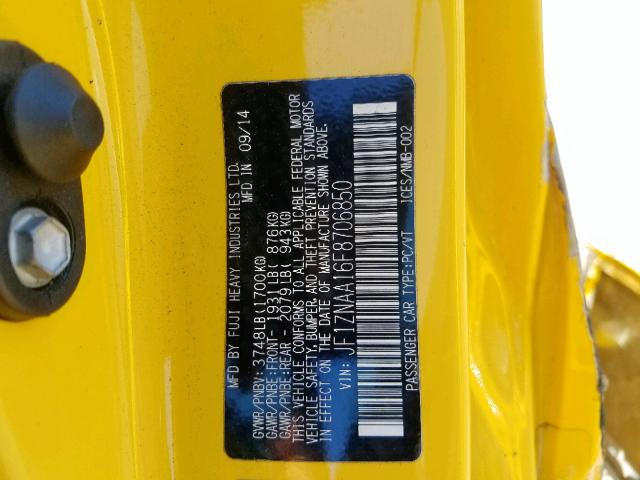 MFD BY FUJI HEAVY INDUSTRIES LTD.
MFD IN 09/14
GVWR/PNBV: 3748LB(1700KG)
GAWR/PNBE:FRONT- 1931LB( 876KG)
GAWR/PNBE:REAR - 2079LB( 943KG)
THIS VEHICLE CONFORMS TO ALL APPLICABLE FEDERAL MOTOR
VEHICLE SAFETY, BUMPER, AND THEFT PREVENTION STANDARDS
IN EFFECT ON THE DATE OF MANUFACTURE SHOWN ABOVE.
VIN: JF1ZNAA16F8706850
PASSENGER CAR TYPE:PC/VT ICES/NMB-002